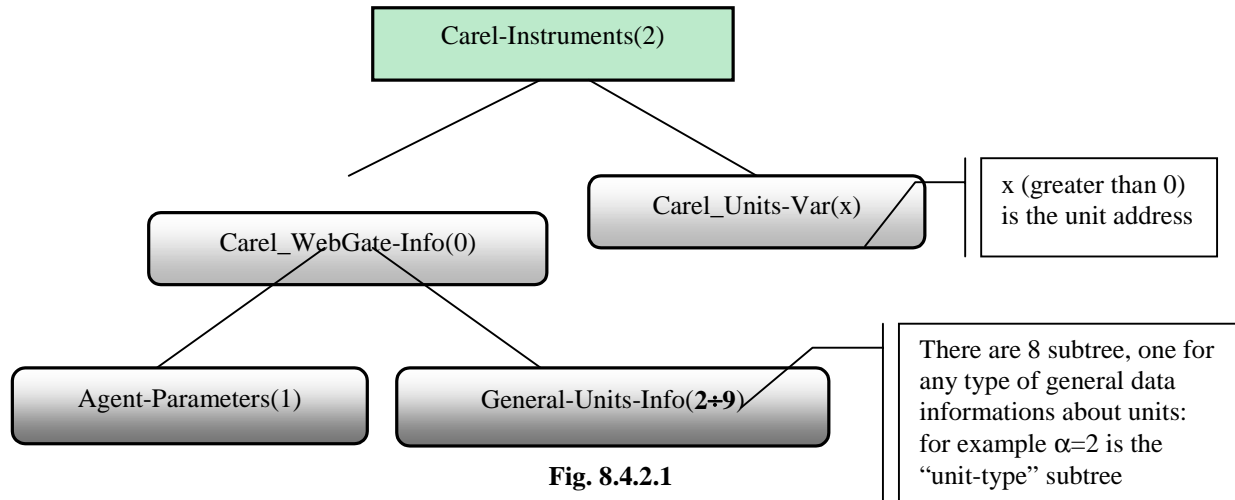 Carel-Instruments(2)
Carel_Units-Var(x)
x (greater than 0)
is the unit address
Carel_WebGate-Info(0)
Agent-Parameters(1)
General-Units-Info(2÷9)
There are 8 subtree, one for
any type of general data
informations about units:
for example α=2 is the
“unit-type” subtree
Fig. 8.4.2.1